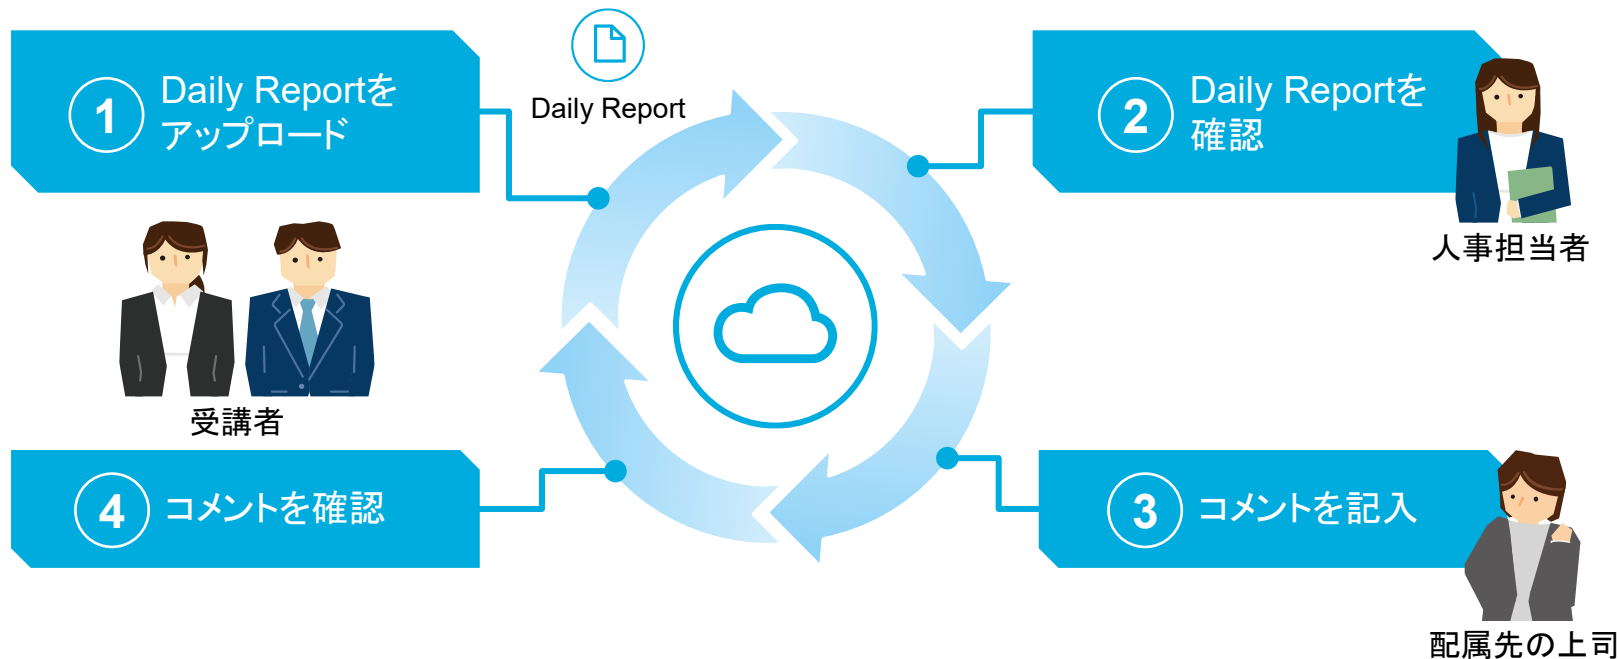 1
Daily Reportを
アップロード
Daily Report
2
Daily Reportを
確認
人事担当者
受講者
4
コメントを確認
3
コメントを記入
配属先の上司